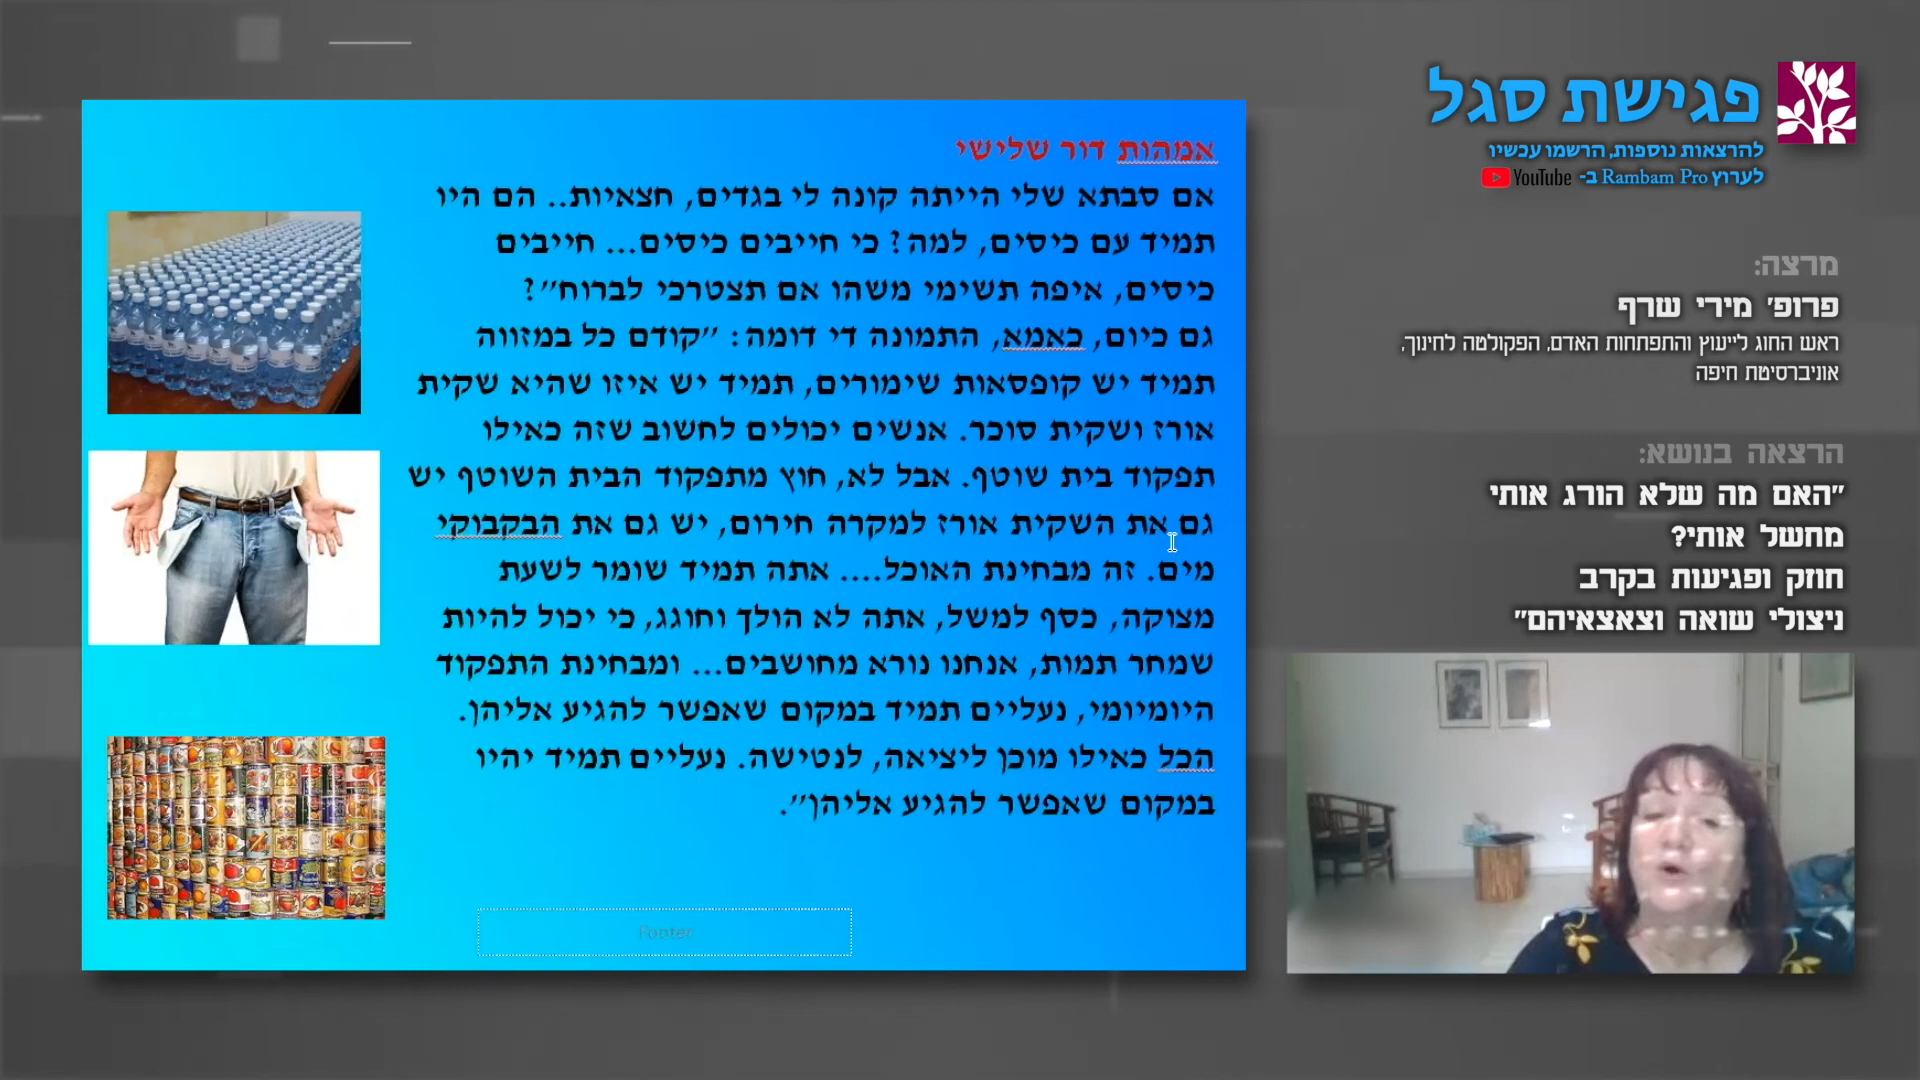 פגישת סגל
להרצאות נוספות, הרשמו עכשיו
לערוץ Rambam Pro ב- YouTube
מרצה:
פרופ' מירי שרף
ראש החוג לייעוץ והתפתחות האדם, הפקולטה לחינוך,
אוניברסיטת חיפה
הרצאה בנושא:
"האם מה שלא הורג אותי
מחשל אותי?
חוזק ופגיעות בקרב
ניצולי שואה וצאצאיהם"
אמהות דור שלישי
אם סבתא שלי הייתה קונה לי בגדים, חצאיות.. הם היו
תמיד עם כיסים, למה? כי חייבים כיסים... חייבים
כיסים, איפה תשימי משהו אם תצטרכי לברוח"?
גם כיום, כאמא, התמונה די דומה: "קודם כל במזווה
תמיד יש קופסאות שימורים, תמיד יש איזו שהיא שקית
אורז ושקית סוכר. אנשים יכולים לחשוב שזה כאילו
תפקוד בית שוטף. אבל לא, חוץ מתפקוד הבית השוטף יש
גם את השקית אורז למקרה חירום, יש גם את הבקבוקי
מים. זה מבחינת האוכל.... אתה תמיד שומר לשעת
מצוקה, כסף למשל, אתה לא הולך וחוגג, כי יכול להיות
שמחר תמות, אנחנו נורא מחושבים... ומבחינת התפקוד
היומיומי, נעליים תמיד במקום שאפשר להגיע אליהן.
הכל כאילו מוכן ליציאה, לנטישה. נעליים תמיד יהיו
במקום שאפשר להגיע אליהן".
Footer